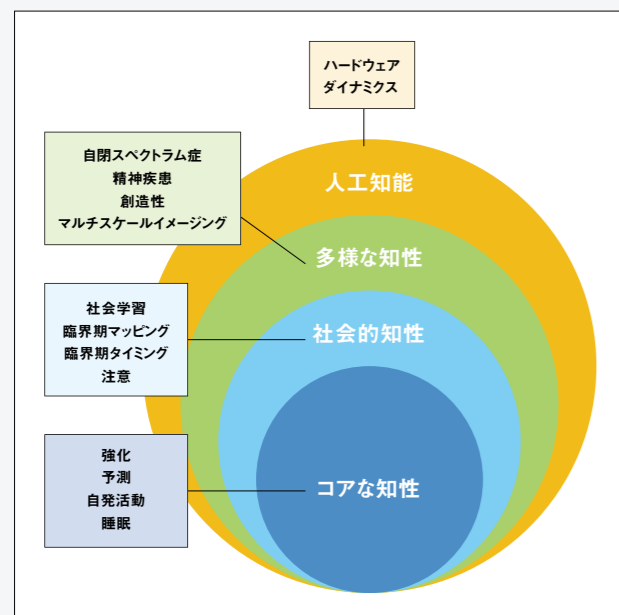 ハードウェア
ダイナミクス
人工知能
自閉スペクトラム症
精神疾患
創造性
マルチスケールイメージング
多様な知性
社会学習
臨界期マッピング
臨界期タイミング
注意
社会的知性
強化
予測
自発活動
睡眠
コアな知性